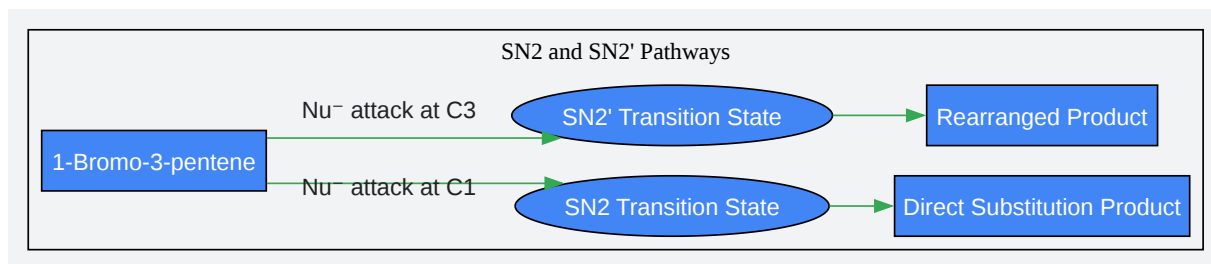 SN2 and SN2' Pathways
Nu⁻ attack at C3
SN2' Transition State
Rearranged Product
1-Bromo-3-pentene
Nu⁻ attack at C1
SN2 Transition State
Direct Substitution Product